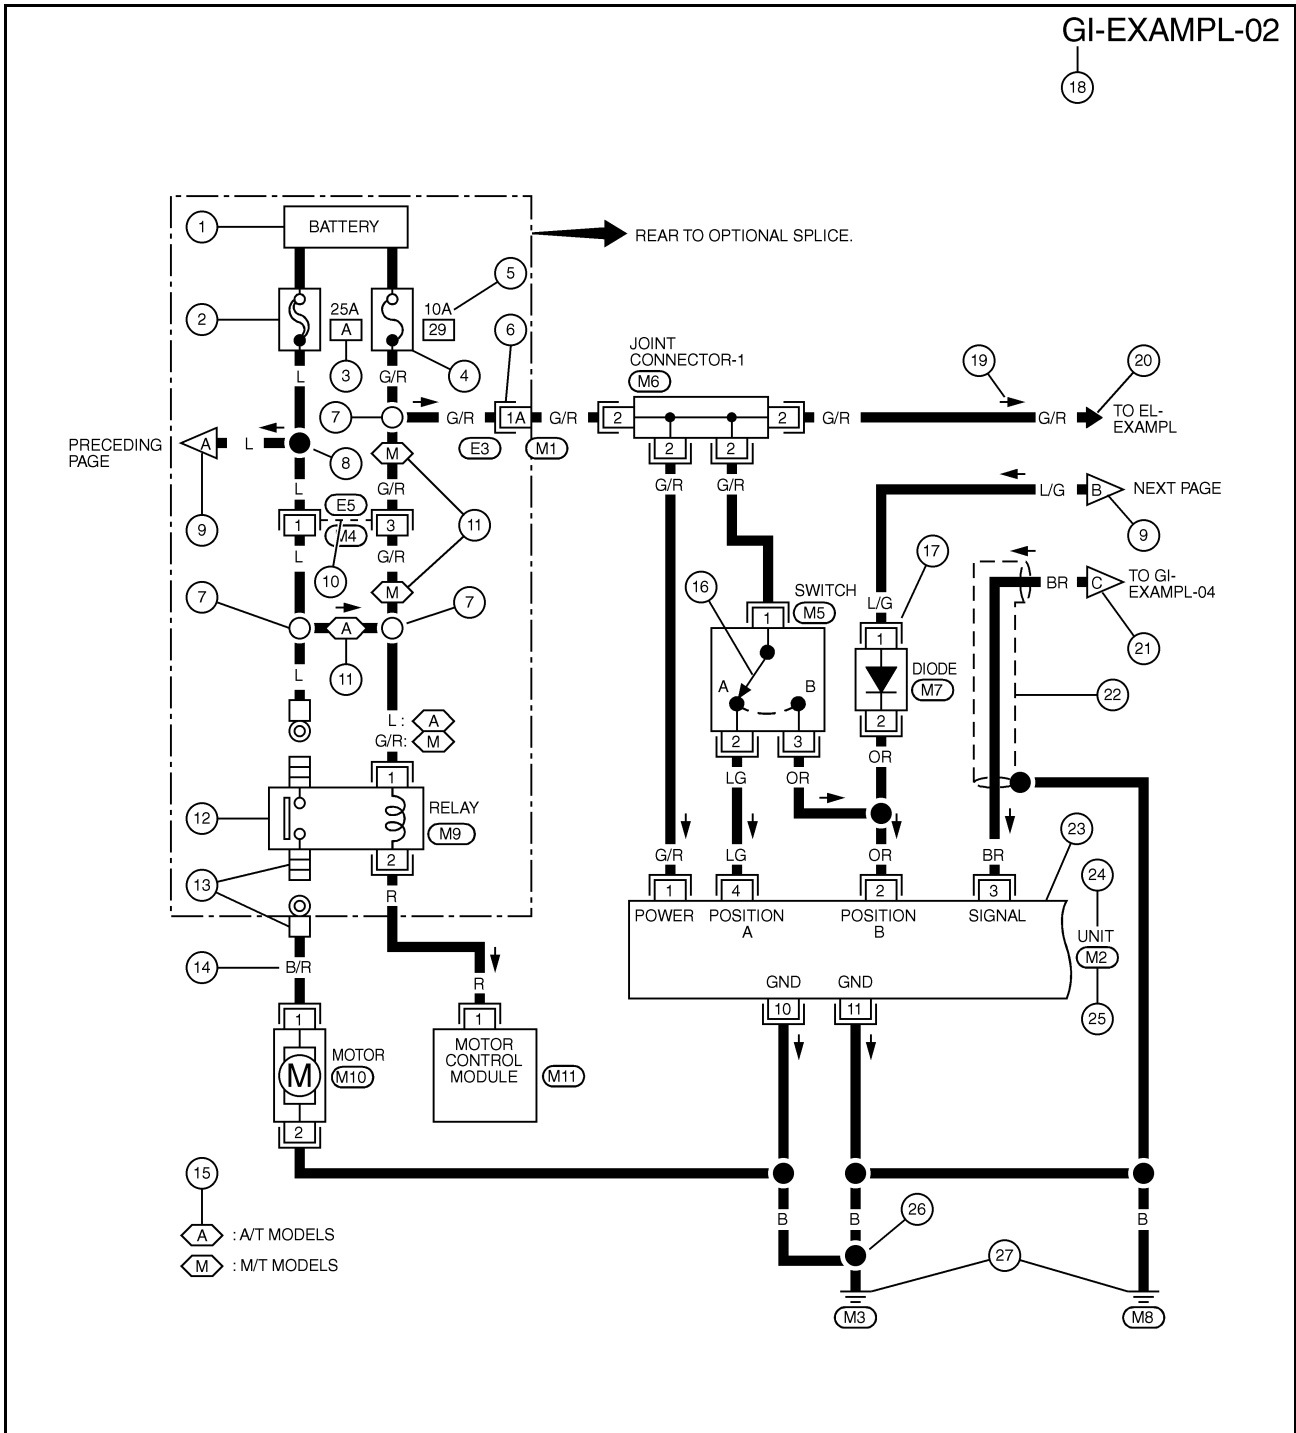 GI-EXAMPL-02
18
1
BATTERY
REAR TO OPTIONAL SPLICE.
5
2
25A
A
10A
29
6
3
4
L
G/R
JOINT
CONNECTOR-1
M6
19
20
7
G/R
1A
G/R
2
2
G/R
G/R
TO EL-
EXAMPL
E3
M1
PRECEDING
PAGE
A
L
8
M
2
2
9
L
G/R
G/R
G/R
L/G
B
NEXT PAGE
E5
1
3
M4
11
9
L
G/R
10
17
7
M
7
16
SWITCH
M5
1
L/G
BR
C
TO GI-
EXAMPL-04
A
11
1
21
L
A
B
DIODE
M7
22
L :
A
G/R:
M
2
3
2
1
LG
OR
OR
12
RELAY
M9
23
2
G/R
LG
OR
BR
13
R
1
4
2
3
24
POWER
POSITION
A
POSITION
B
SIGNAL
UNIT
M2
14
B/R
R
GND
GND
1
1
10
11
25
M
MOTOR
M10
MOTOR
CONTROL
MODULE
M11
2
15
A
: A/T MODELS
M
: M/T MODELS
B
B
B
26
27
M3
M8